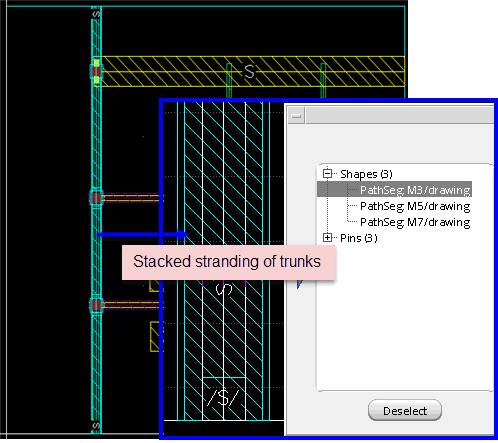 S
S
Shapes (3)
PathSeg: M3/drawing
PathSeg: M5/drawing
PathSeg: M7/drawing
Pins (3)
Stacked stranding of trunks
S
/S/
Deselect
S